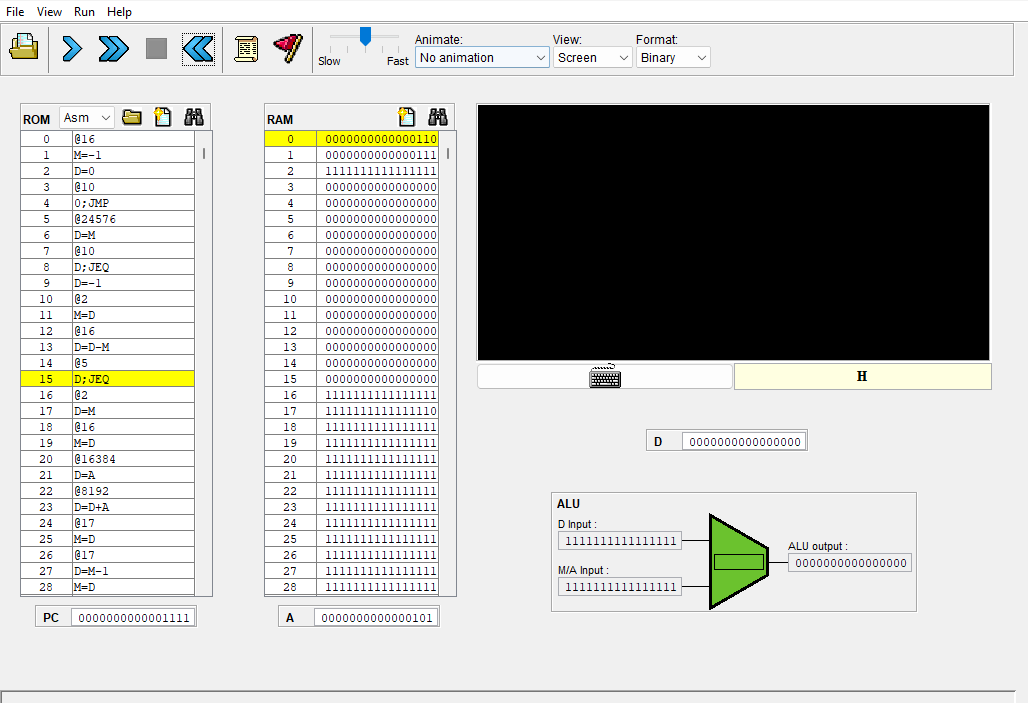 File View Run Help
Animate: View: Format:
Slow Fast No animation Screen Binary
ROM Asm
0 @16
1 M=-1
2 D=0
3 @10
4 0;JMP
5 @24576
6 D=M
7 @10
8 D;JEQ
9 D=-1
10 @2
11 M=D
12 @16
13 D=D-M
14 @5
15 D;JEQ
16 @2
17 D=M
18 @16
19 M=D
20 @16384
21 D=A
22 @8192
23 D=D+A
24 @17
25 M=D
26 @17
27 D=M-1
28 M=D
PC 0000000000001111
RAM
0 0000000000000110
1 0000000000000111
2 1111111111111111
3 0000000000000000
4 0000000000000000
5 0000000000000000
6 0000000000000000
7 0000000000000000
8 0000000000000000
9 0000000000000000
10 0000000000000000
11 0000000000000000
12 0000000000000000
13 0000000000000000
14 0000000000000000
15 0000000000000000
16 1111111111111111
17 1111111111111110
18 1111111111111111
19 1111111111111111
20 1111111111111111
21 1111111111111111
22 1111111111111111
23 1111111111111111
24 1111111111111111
25 1111111111111111
26 1111111111111111
27 1111111111111111
28 1111111111111111
A 0000000000000101
H
D 0000000000000000
ALU
D Input :
1111111111111111
M/A Input :
1111111111111111
ALU output :
0000000000000000